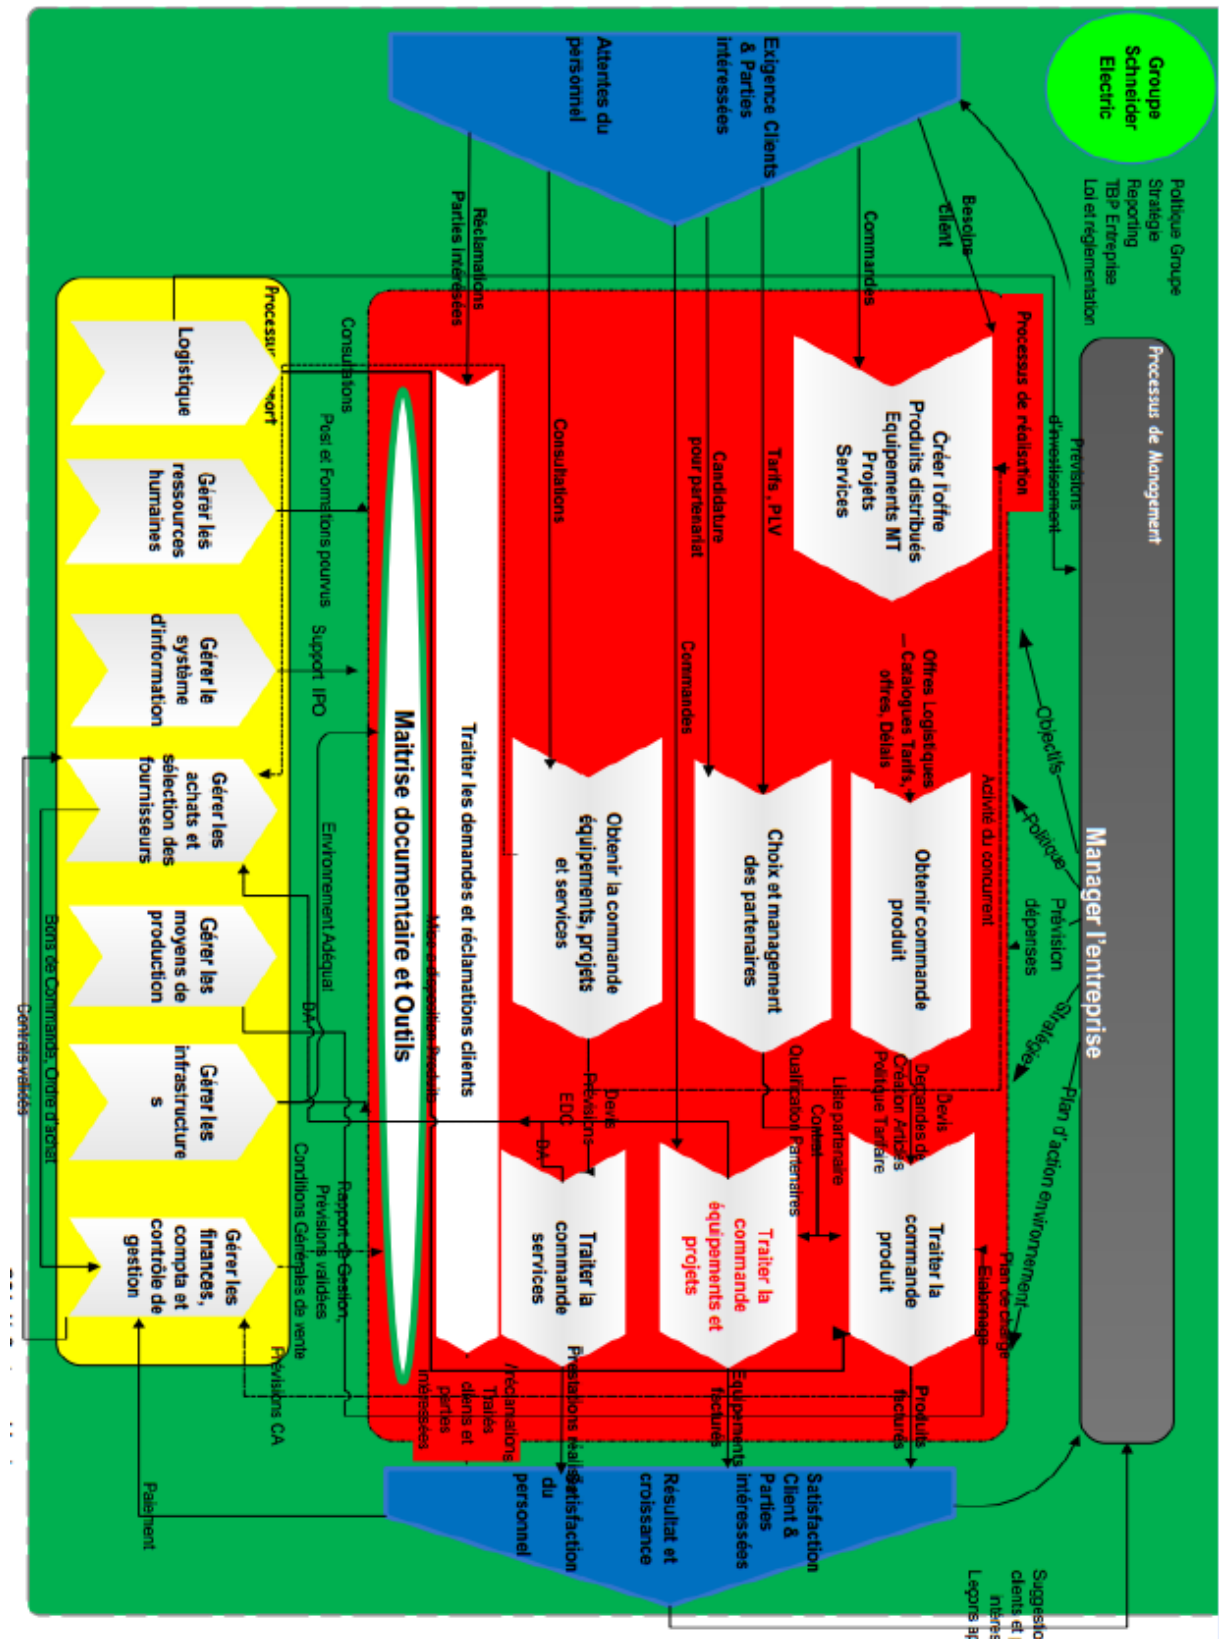 Groupe
Schneider
Electric
Politique Groupe
Stratégie
Reporting
TBP Entreprise
Loi et réglementation
Processus de Management
Manager l'entreprise
Exigence Clients
& Parties
intéressées
Attentes du
personnel
Besoins
client
Commandes
Tarifs , PLV
Candidature
pour partenariat
Commandes
Consultations
Réclamations
Parties Intéressées
Prévisions
d'investissement
Objectifs
Politique
Prévision
dépenses
Stratégie
Plan d'action environnement
Processus de réalisation
Créer l'offre
Produits distribués
Equipements MT
Projets
Services
Offres Logistiques
Catalogues Tarifs,
offres, Délais
Activité du concurrent
Obtenir commande
produit
Devis
Demandes de
Création Articles
Politique Tarifaire
Traiter la
commande
produit
Plan de charge
Etalonnage
Produits
facturés
Choix et management
des partenaires
Liste partenaire
Contrat
Qualification Partenaires
Traiter la
commande
équipements et
projets
Equipements
facturés
Obtenir la commande
équipements, projets
et services
Devis
Prévisions
EDC
DA
Traiter la
commande
services
Prestations réalisées
Traiter les demandes et réclamations clients
réclamations
Traités
clients et
parties
intéressées
Mise a disposition Produits
Maitrise documentaire et Outils
Satisfaction
Client &
Parties
intéressées
Résultat et
croissance
Satisfaction
du
personnel
Consultations
Post et Formations pourvus
Support IPO
Environnement Adéquat
DA
Conditions Générales de vente
Rapport de Gestion,
Prévisions validées
Prévisions CA
Paiement
Logistique
Gérer les
ressources
humaines
Gérer le
système
d'information
Gérer les
achats et
sélection des
fournisseurs
Gérer les
moyens de
production
Gérer les
infrastructure
s
Gérer les
finances,
compta et
contrôle de
gestion
Bons de Commande, Ordre d'achat
Contrats validés